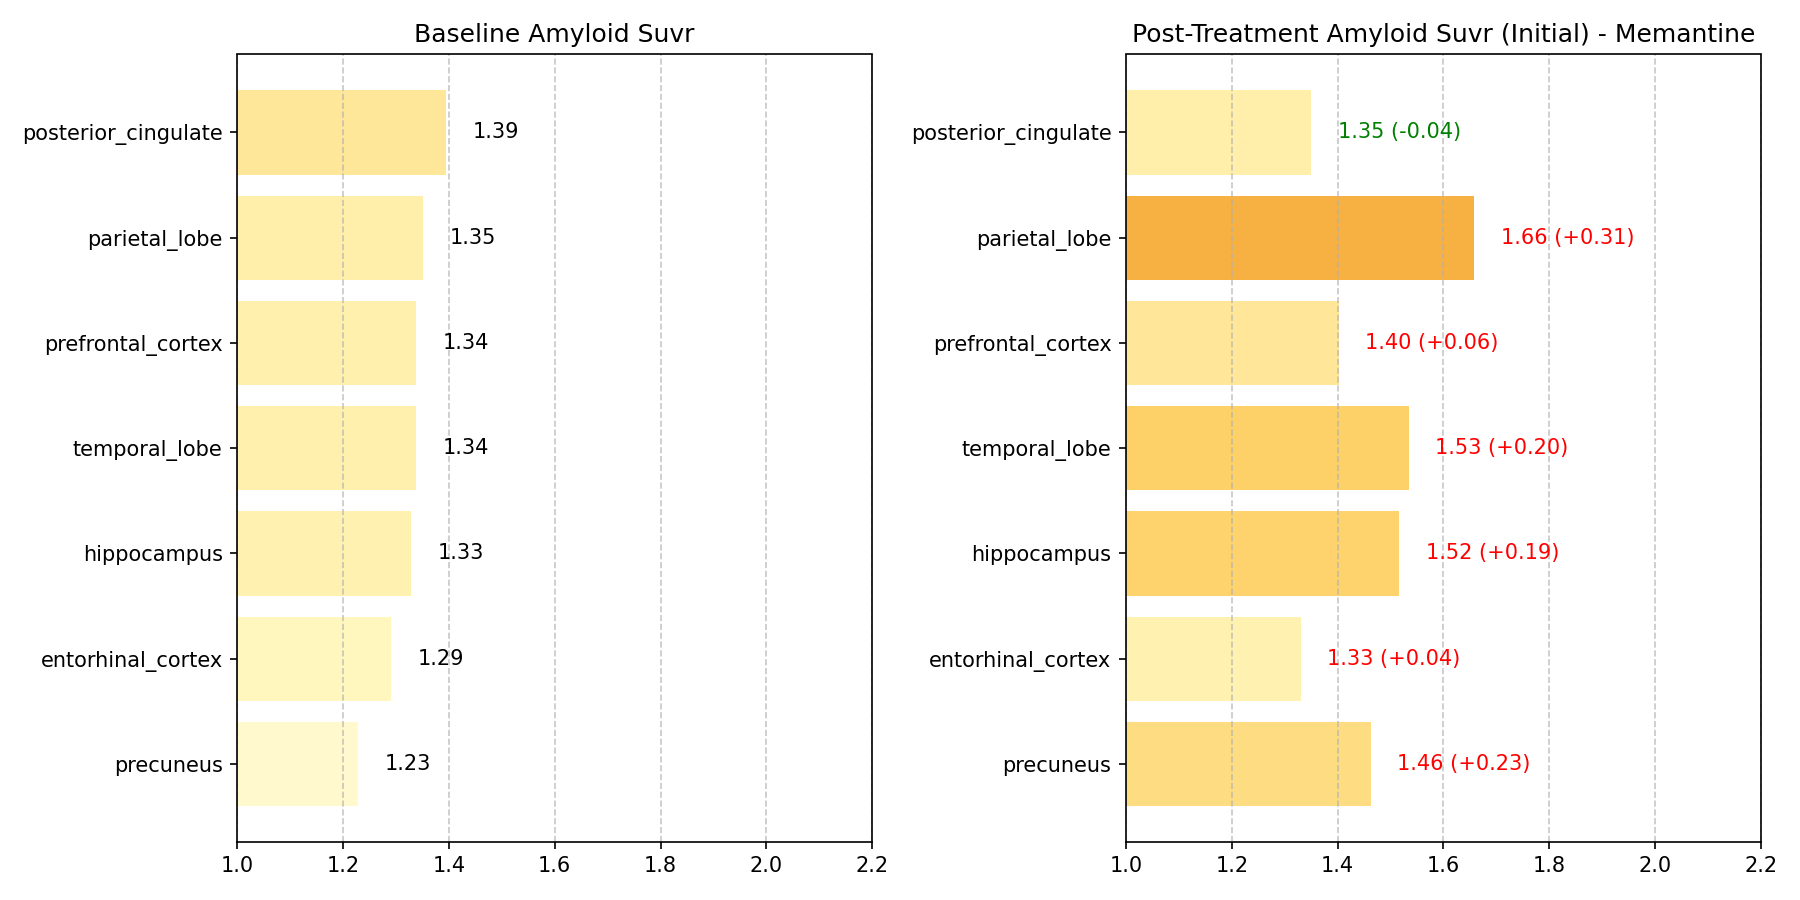 Baseline Amyloid Suvr
posterior_cingulate 1.39
parietal_lobe 1.35
prefrontal_cortex 1.34
temporal_lobe 1.34
hippocampus 1.33
entorhinal_cortex 1.29
precuneus 1.23
1.0 1.2 1.4 1.6 1.8 2.0 2.2
Post-Treatment Amyloid Suvr (Initial) - Memantine
posterior_cingulate 1.35 (-0.04)
parietal_lobe 1.66 (+0.31)
prefrontal_cortex 1.40 (+0.06)
temporal_lobe 1.53 (+0.20)
hippocampus 1.52 (+0.19)
entorhinal_cortex 1.33 (+0.04)
precuneus 1.46 (+0.23)
1.0 1.2 1.4 1.6 1.8 2.0 2.2